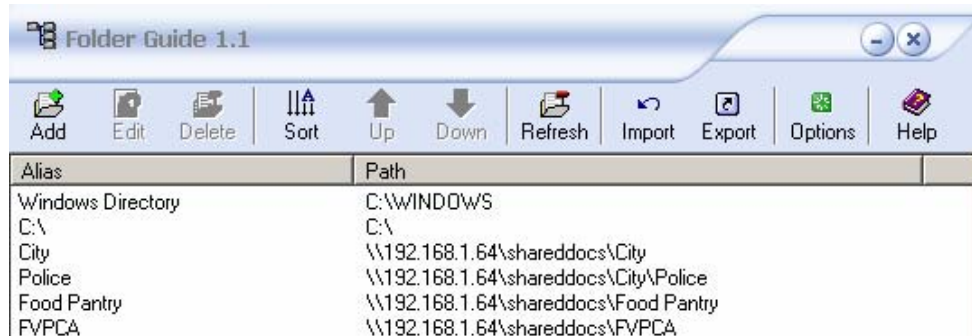 Folder Guide 1.1
Add Edit Delete Sort Up Down Refresh Import Export Options Help
Alias Path
Windows Directory C:\WINDOWS
C:\ C:\
City \\192.168.1.64\shareddocs\City
Police \\192.168.1.64\shareddocs\City\Police
Food Pantry \\192.168.1.64\shareddocs\Food Pantry
FVPCA \\192.168.1.64\shareddocs\FVPCA